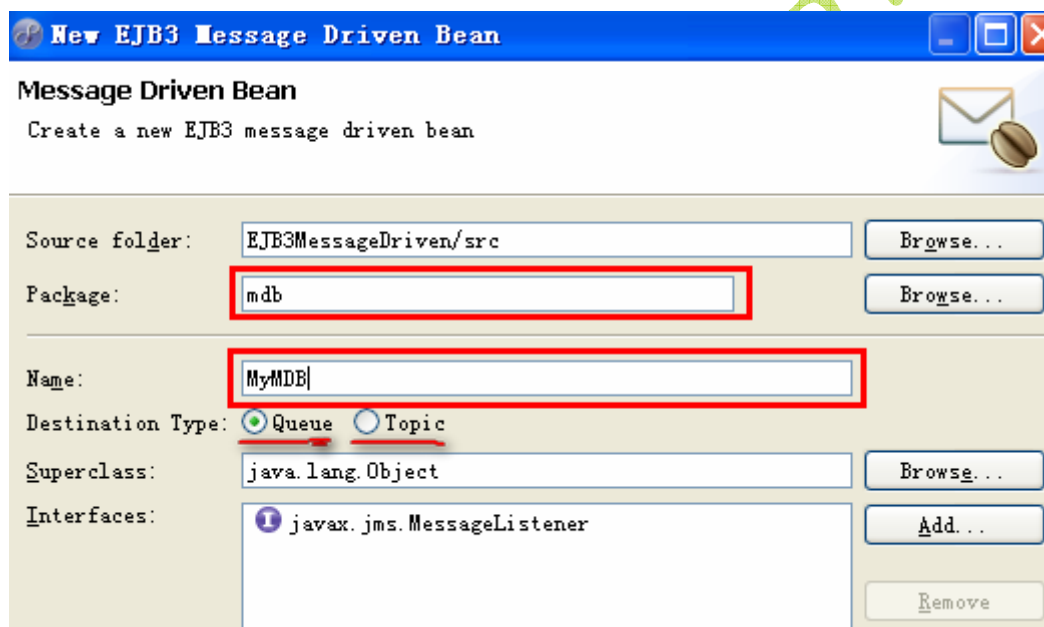 New EJB3 Message Driven Bean
Message Driven Bean
Create a new EJB3 message driven bean
Source folder: EJB3MessageDriven/src Browse...
Package: mdb Browse...
Name: MyMDB
Destination Type: Queue Topic
Superclass: java.lang.Object Browse...
Interfaces: javax.jms.MessageListener Add...
Remove